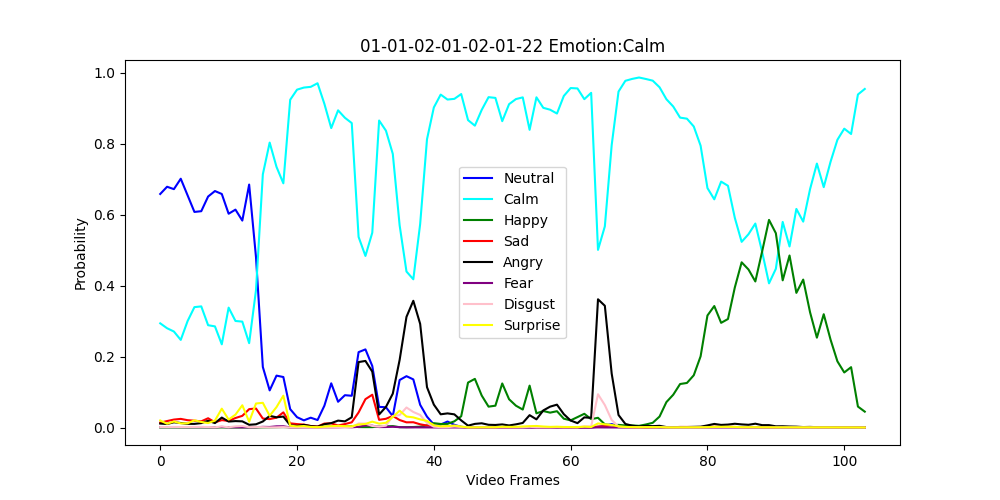 01-01-02-01-02-01-22 Emotion:Calm
1.0
0.8
0.6
0.4
0.2
0.0
Probability
Neutral
Calm
Happy
Sad
Angry
Fear
Disgust
Surprise
0 20 40 60 80 100
Video Frames